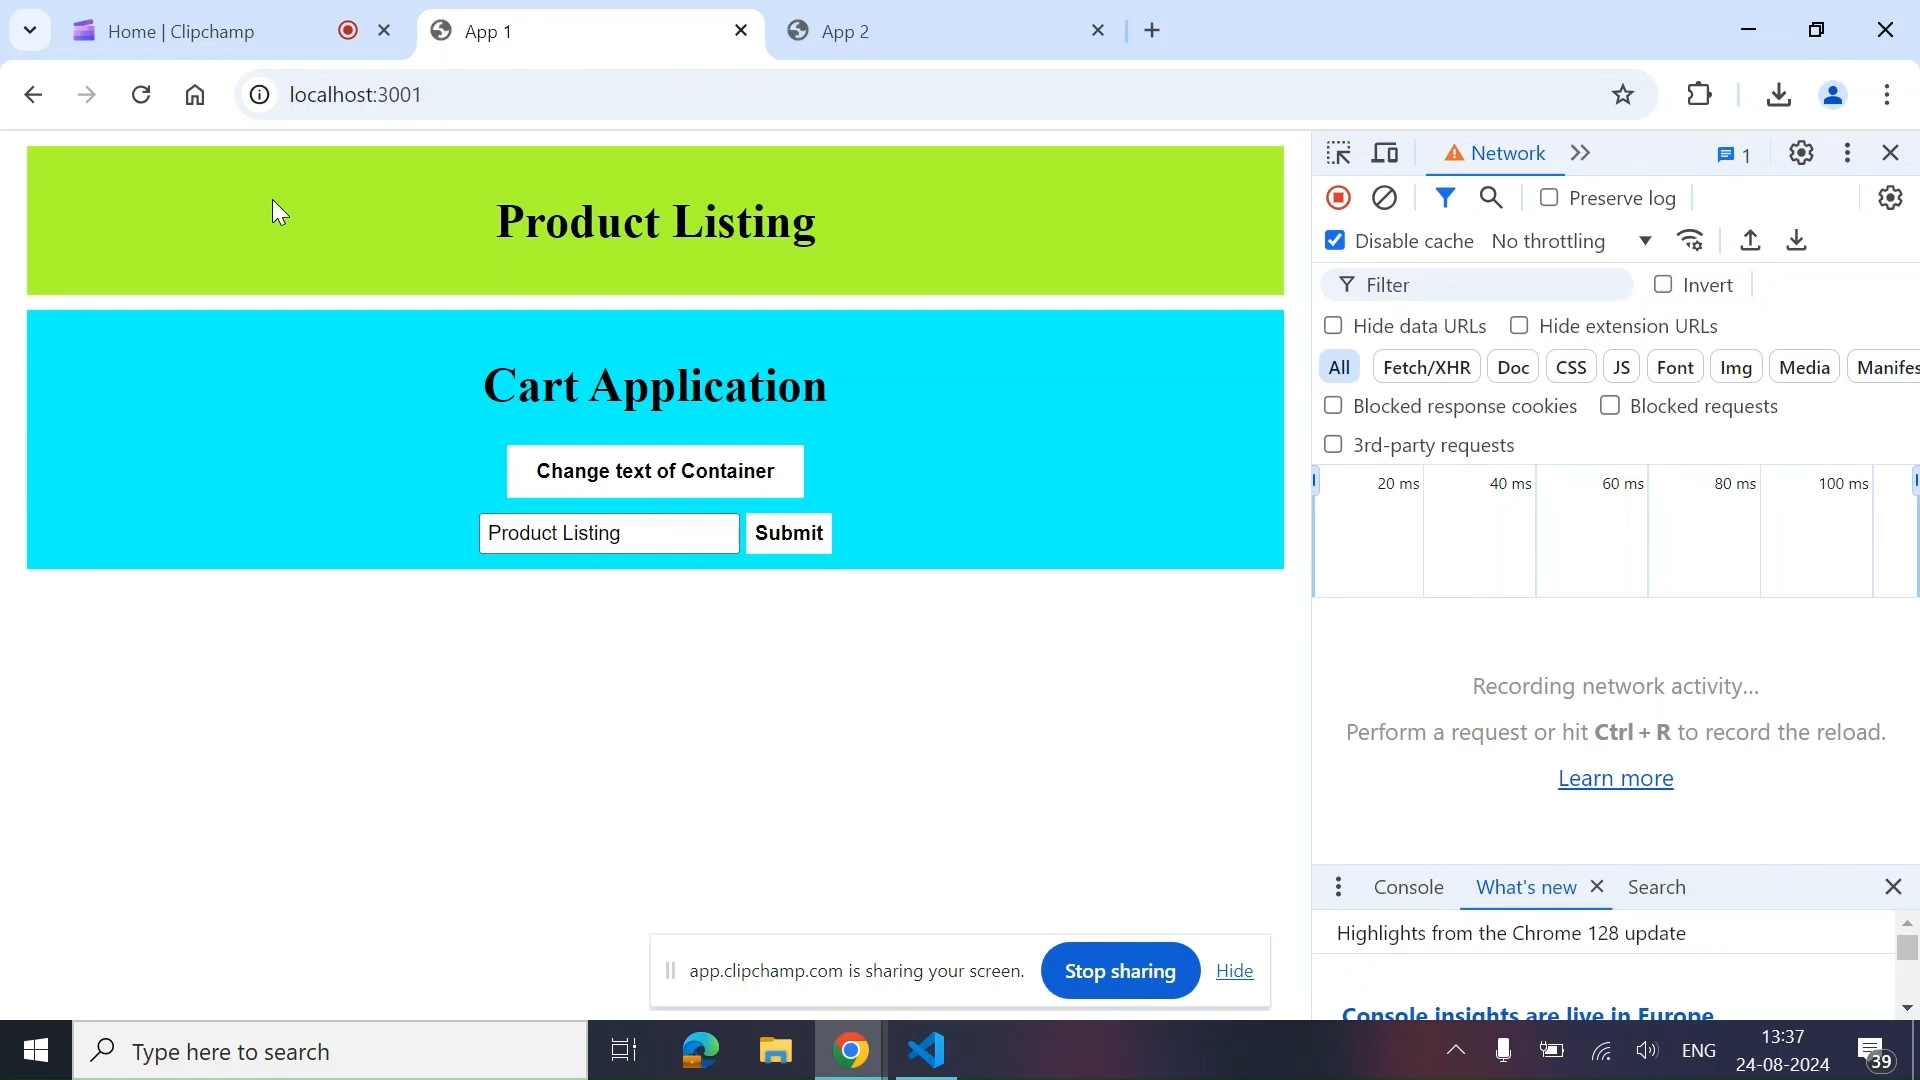 Home | Clipchamp
App 1
App 2
localhost:3001
Product Listing
Cart Application
Change text of Container
Product Listing
Submit
Network
1
Preserve log
Disable cache
No throttling
Filter
Invert
Hide data URLs
Hide extension URLs
All
Fetch/XHR
Doc
CSS
JS
Font
Img
Media
Manifes
Blocked response cookies
Blocked requests
3rd-party requests
20 ms
40 ms
60 ms
80 ms
100 ms
Recording network activity...
Perform a request or hit Ctrl + R to record the reload.
Learn more
Console
What's new
Search
Highlights from the Chrome 128 update
Console insights are live in Europe
app.clipchamp.com is sharing your screen.
Stop sharing
Hide
Type here to search
ENG
13:37
24-08-2024
39